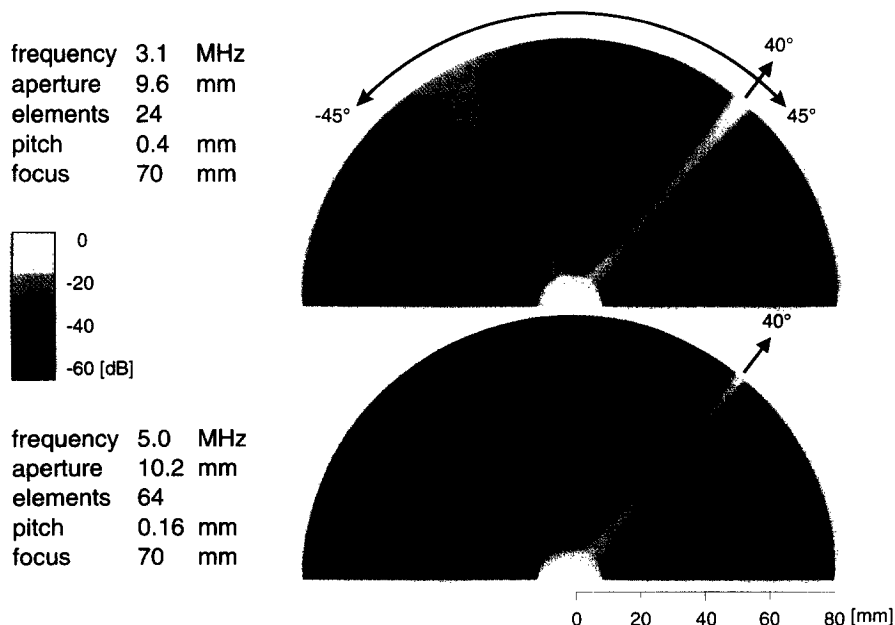 frequency 3.1 MHz
aperture 9.6 mm
elements 24
pitch 0.4 mm
focus 70 mm
40°
-45°
45°
0
-20
-40
-60 [dB]
40°
frequency 5.0 MHz
aperture 10.2 mm
elements 64
pitch 0.16 mm
focus 70 mm
0 20 40 60 80 [mm]